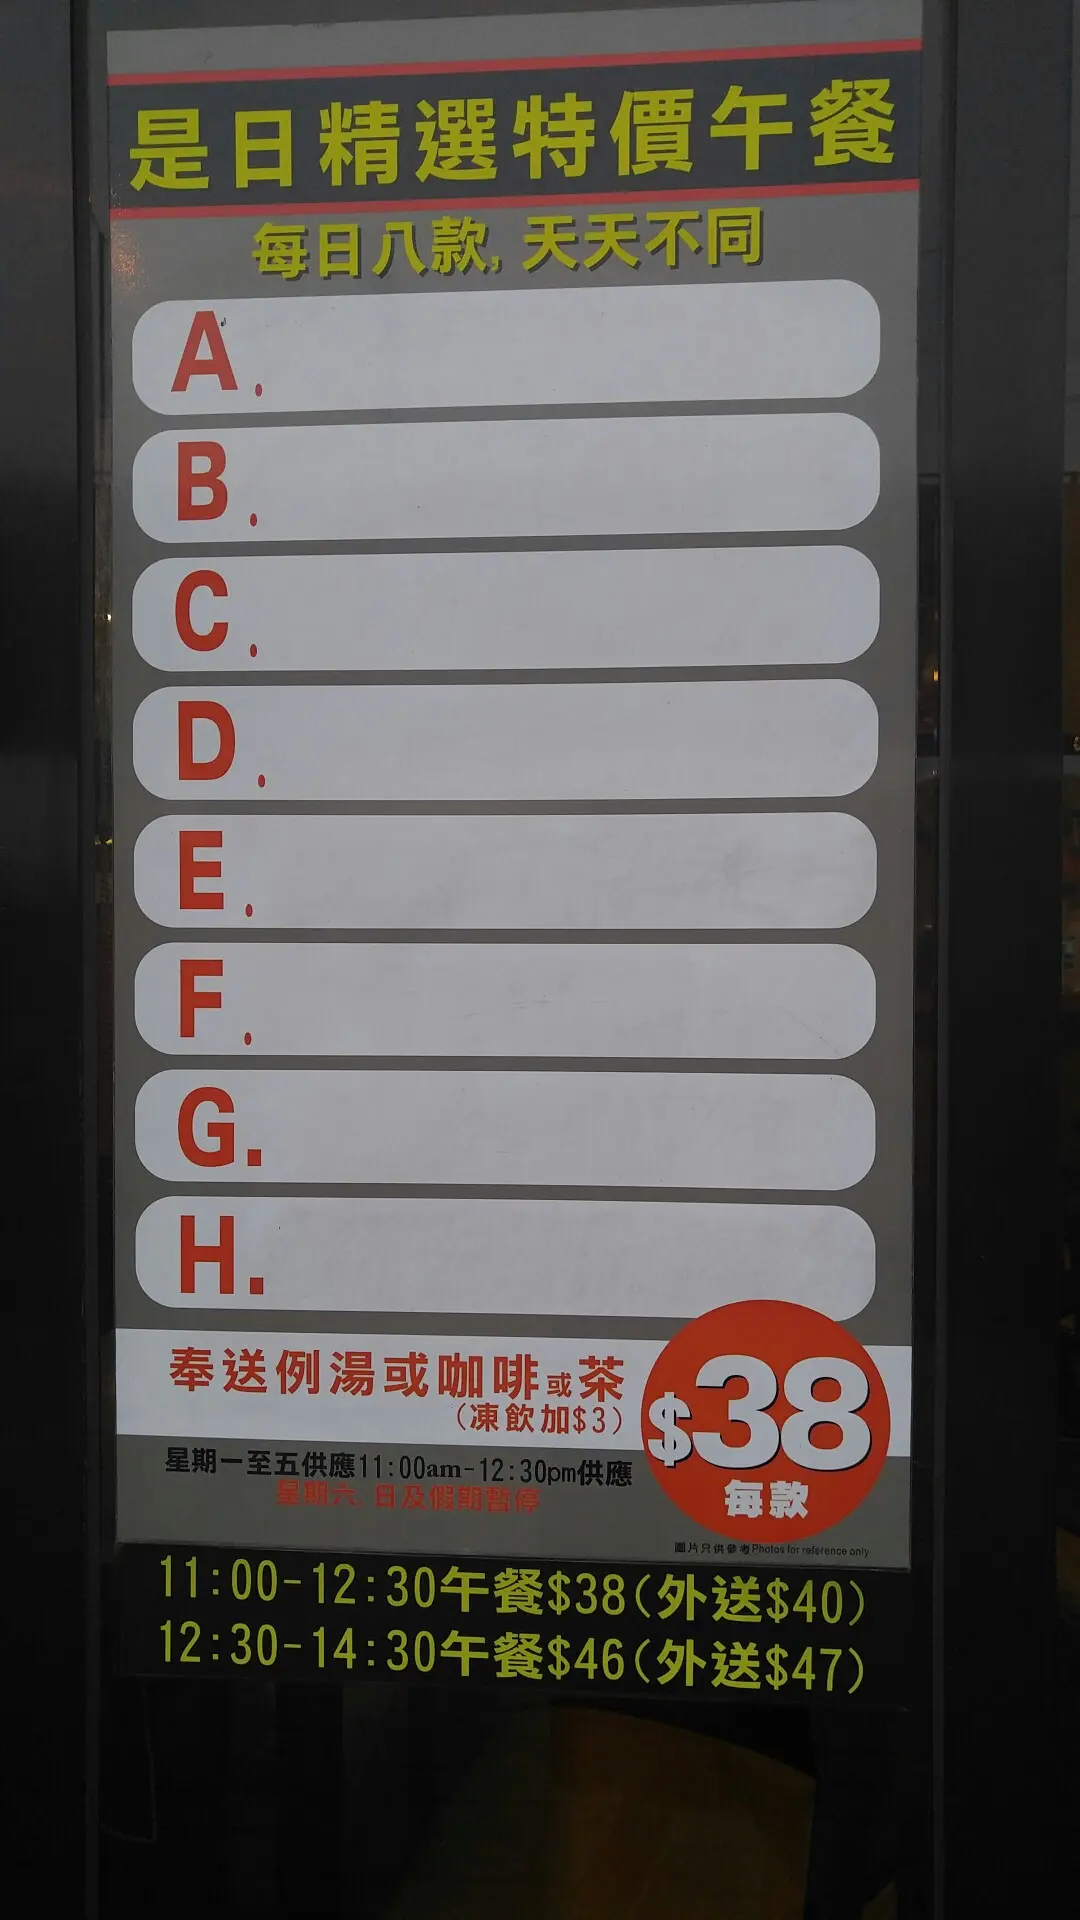 是日精選特價午餐
每日八款, 天天不同
A.
B.
C.
D.
E.
F.
G.
H.
奉送例湯或咖啡或茶
(凍飲加$3)
$38
每款
星期一至五供應11:00am-12:30pm供應
星期六, 日及假期暫停
圖片只供參考Photos for reference only
11:00-12:30午餐$38(外送$40)
12:30-14:30午餐$46(外送$47)